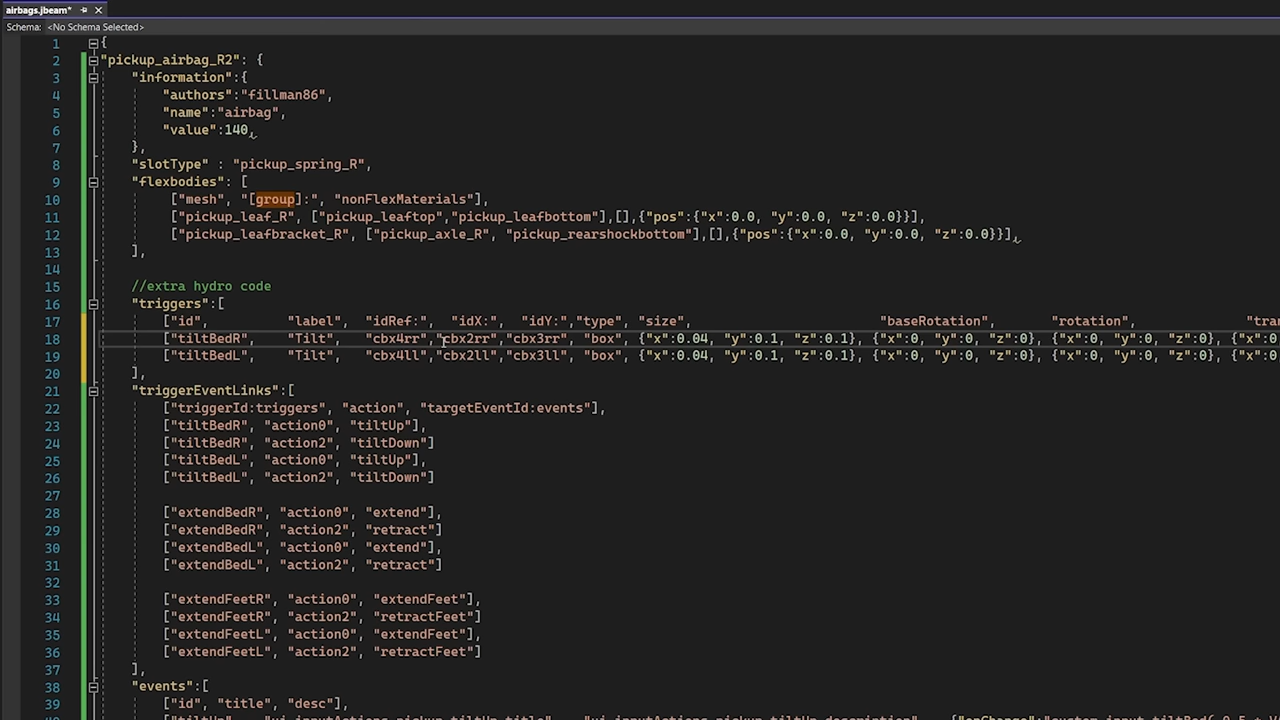 airbags.jbeam*
Schema: <No Schema Selected>
1 {
2 "pickup_airbag_R2": {
3 "information":{
4 "authors":"fillman86",
5 "name":"airbag",
6 "value":140,
7 },
8 "slotType" : "pickup_spring_R",
9 "flexbodies": [
10 ["mesh", "[group]:", "nonFlexMaterials"],
11 ["pickup_leaf_R", ["pickup_leaftop","pickup_leafbottom"],[],{"pos":{"x":0.0, "y":0.0, "z":0.0}}],
12 ["pickup_leafbracket_R", ["pickup_axle_R", "pickup_rearshockbottom"],[],{"pos":{"x":0.0, "y":0.0, "z":0.0}}],
13 ],
14
15 //extra hydro code
16 "triggers":[
17 ["id", "label", "idRef:", "idX:", "idY:","type", "size", "baseRotation", "rotation", "tran
18 ["tiltBedR", "Tilt", "cbx4rr","cbx2rr","cbx3rr", "box", {"x":0.04, "y":0.1, "z":0.1}, {"x":0, "y":0, "z":0}, {"x":0, "y":0, "z":0}, {"x":0.
19 ["tiltBedL", "Tilt", "cbx4ll","cbx2ll","cbx3ll", "box", {"x":0.04, "y":0.1, "z":0.1}, {"x":0, "y":0, "z":0}, {"x":0, "y":0, "z":0}, {"x":0.
20 ],
21 "triggerEventLinks":[
22 ["triggerId:triggers", "action", "targetEventId:events"],
23 ["tiltBedR", "action0", "tiltUp"],
24 ["tiltBedR", "action2", "tiltDown"]
25 ["tiltBedL", "action0", "tiltUp"],
26 ["tiltBedL", "action2", "tiltDown"]
27
28 ["extendBedR", "action0", "extend"],
29 ["extendBedR", "action2", "retract"]
30 ["extendBedL", "action0", "extend"],
31 ["extendBedL", "action2", "retract"]
32
33 ["extendFeetR", "action0", "extendFeet"],
34 ["extendFeetR", "action2", "retractFeet"]
35 ["extendFeetL", "action0", "extendFeet"],
36 ["extendFeetL", "action2", "retractFeet"]
37 ],
38 "events":[
39 ["id", "title", "desc"],